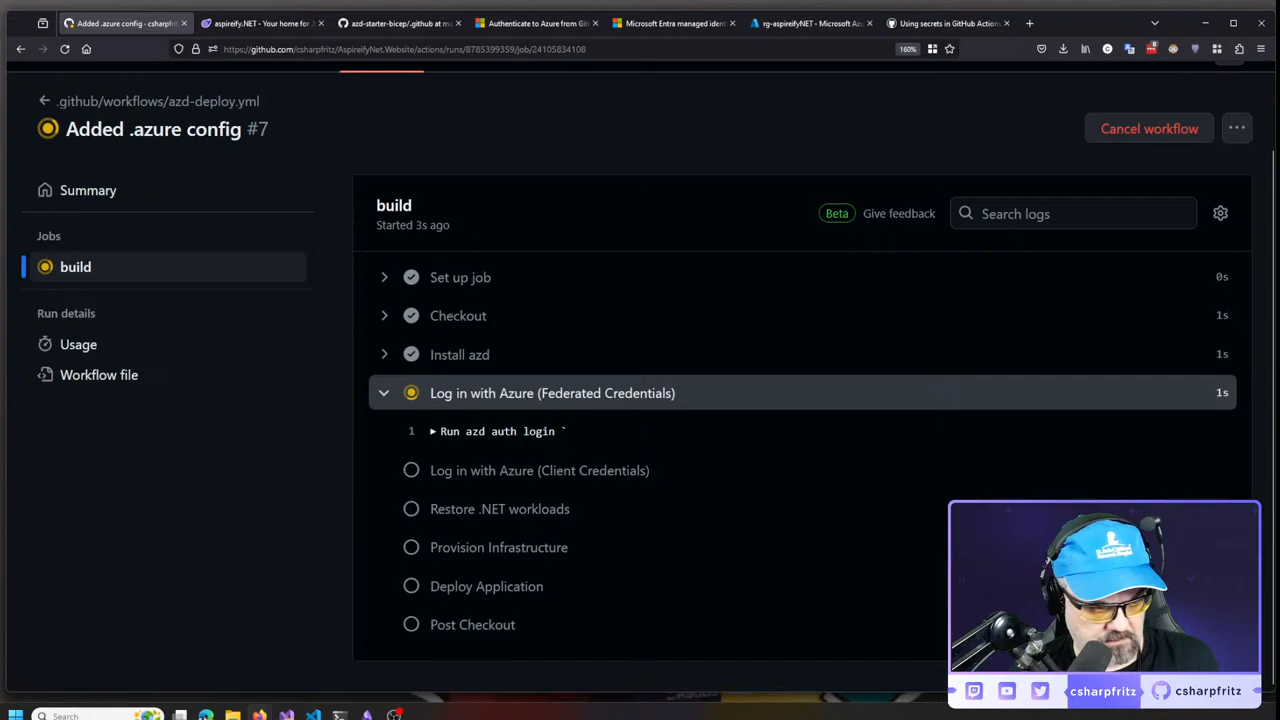 Added .azure config - csharpfrit
aspireify.NET - Your home for J
azd-starter-bicep/.github at m
Authenticate to Azure from Git
Microsoft Entra managed ident
rg-aspireifyNET - Microsoft Az
Using secrets in GitHub Action
https://github.com/csharpfritz/AspireifyNet.Website/actions/runs/8785399359/job/24105834108
160%
.github/workflows/azd-deploy.yml
Added .azure config #7
Cancel workflow
Summary
Jobs
build
Run details
Usage
Workflow file
build
Started 3s ago
Beta
Give feedback
Search logs
Set up job 0s
Checkout 1s
Install azd 1s
Log in with Azure (Federated Credentials) 1s
1 Run azd auth login `
Log in with Azure (Client Credentials)
Restore .NET workloads
Provision Infrastructure
Deploy Application
Post Checkout
csharpfritz
csharpfritz
Search